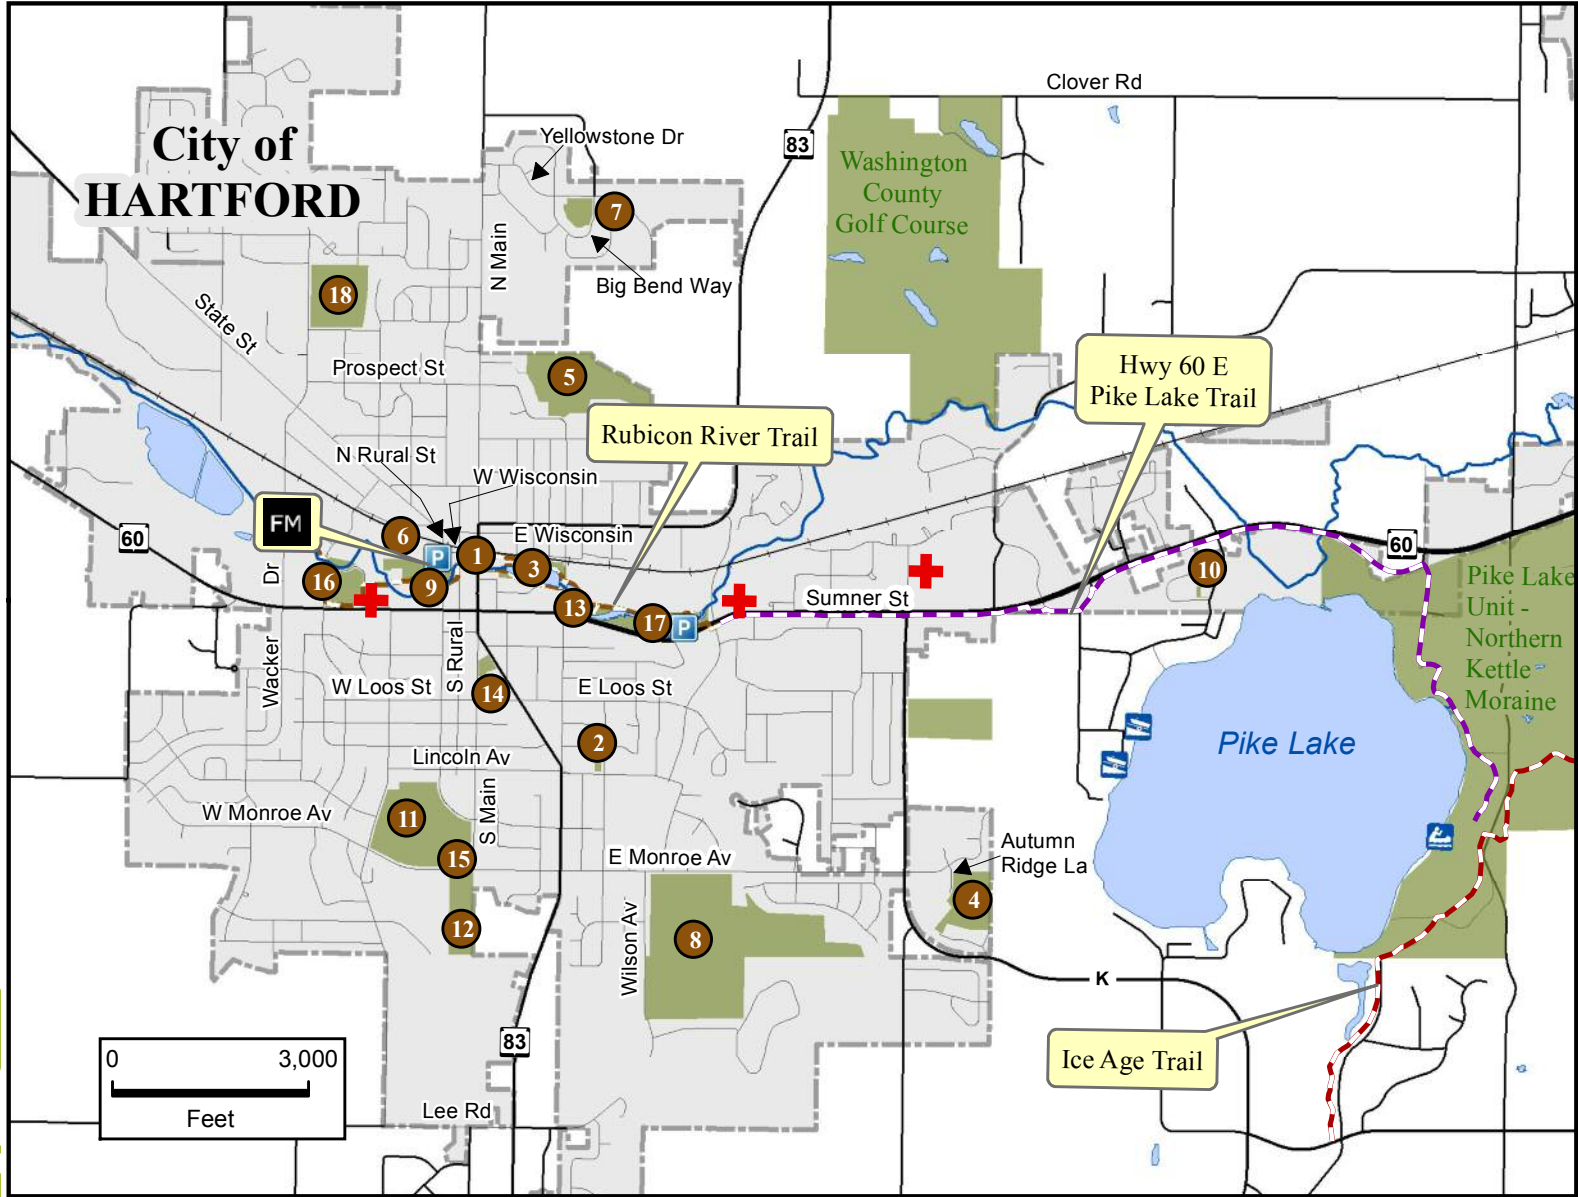 Clover Rd
City of
HARTFORD
Yellowstone Dr
83
Washington
County
Golf Course
7
N Main
Big Bend Way
18
State St
Prospect St
5
Hwy 60 E
Pike Lake Trail
Rubicon River Trail
N Rural St
W Wisconsin
FM
60
6
P
1
E Wisconsin
3
60
10
Dr
16
9
13
17
P
Sumner St
Pike Lake
Unit -
Northern
Kettle
Moraine
Wacker
S Rural
W Loos St
14
E Loos St
2
Pike Lake
Lincoln Av
S Main
W Monroe Av
11
15
E Monroe Av
Autumn
Ridge La
4
12
Wilson Av
8
K
83
Ice Age Trail
0
3,000
Feet
Lee Rd